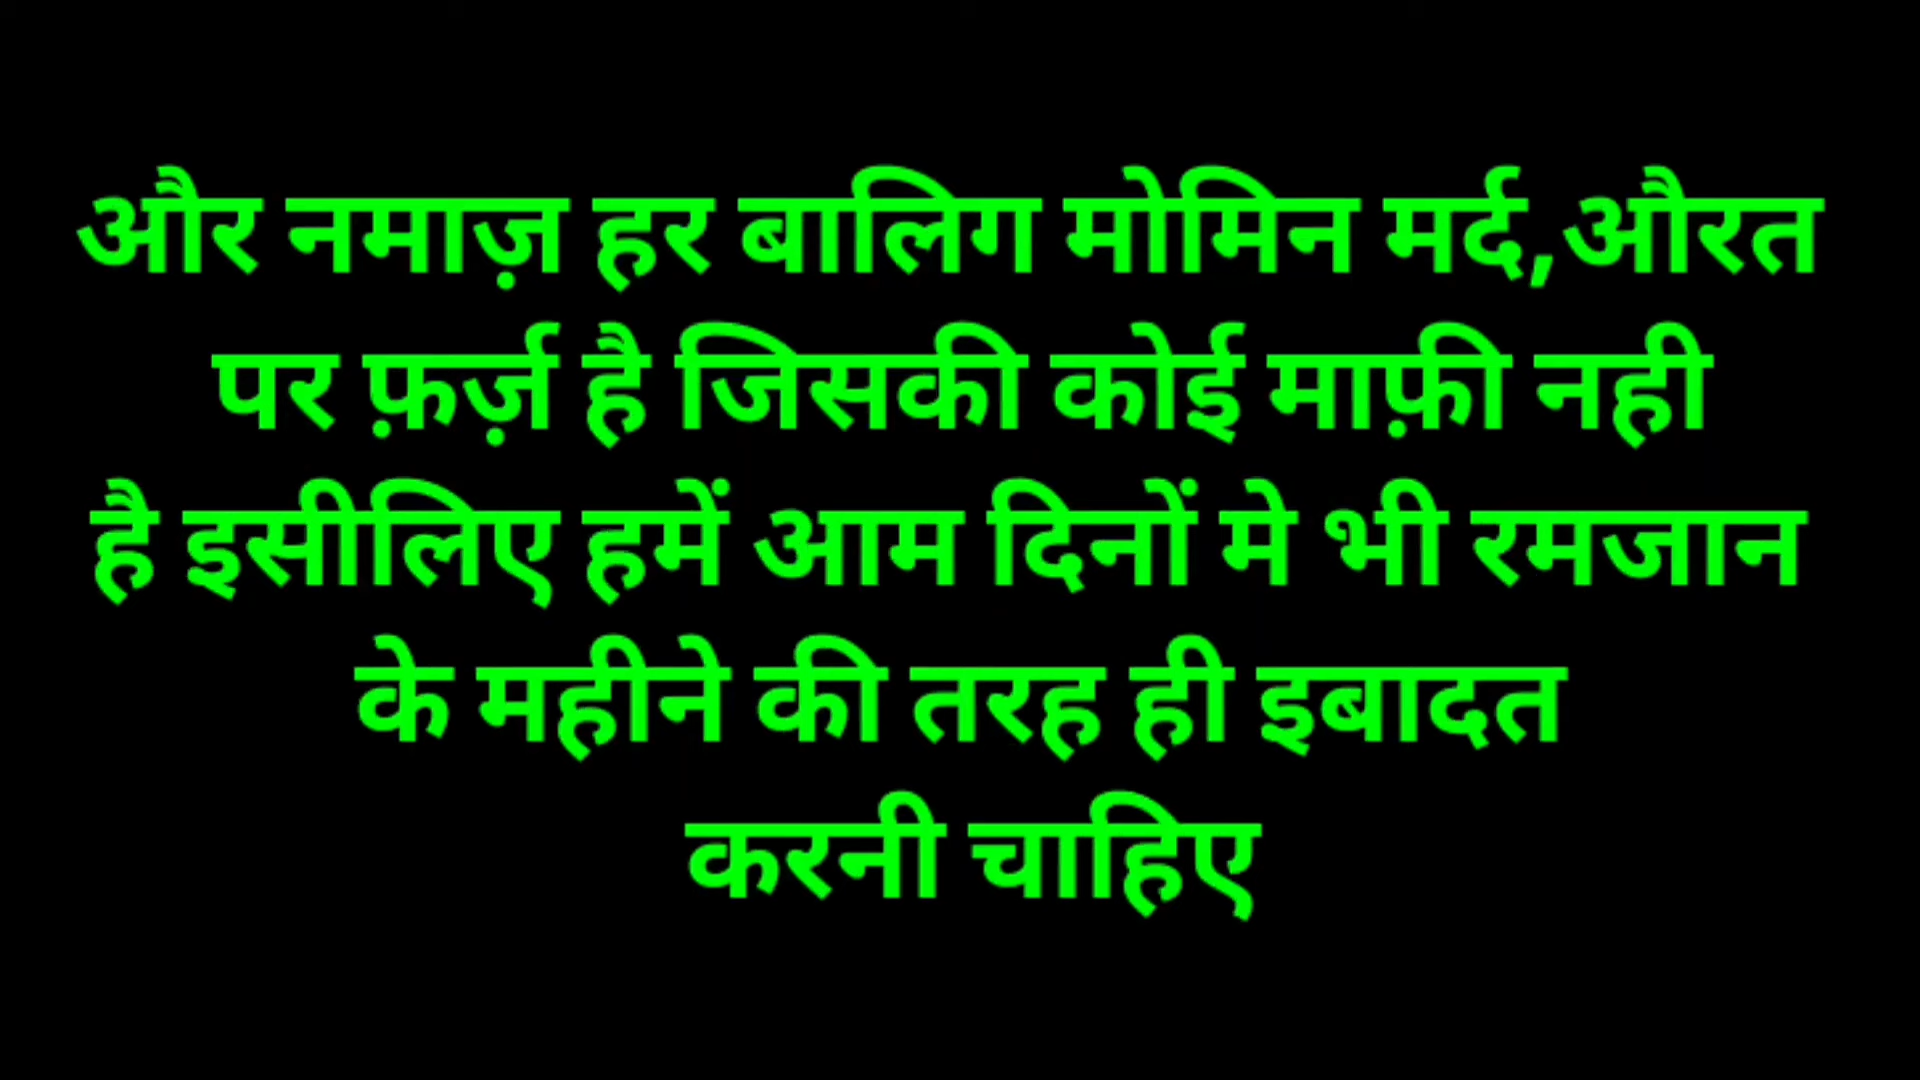 और नमाज़ हर बालिग मोमिन मर्द,औरत
पर फ़र्ज़ है जिसकी कोई माफ़ी नही
है इसीलिए हमें आम दिनों मे भी रमजान
के महीने की तरह ही इबादत
करनी चाहिए